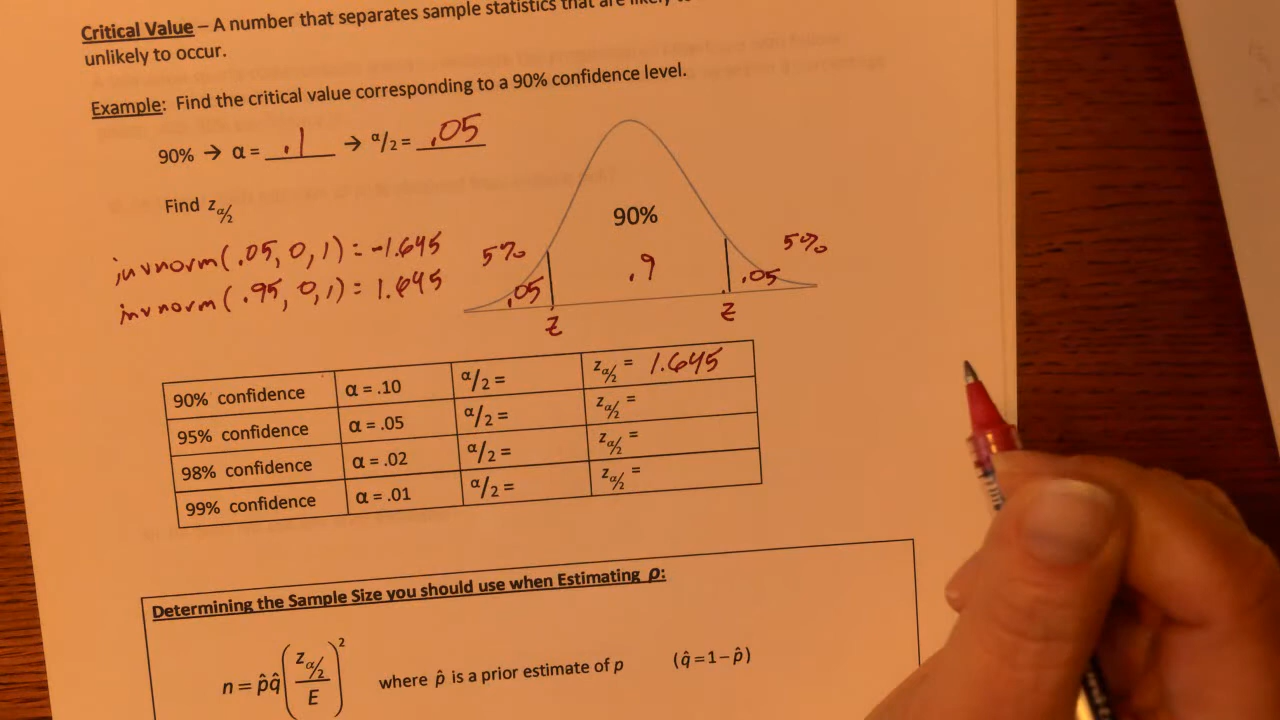 Critical Value – A number that separates sample statistics that are likely
unlikely to occur.
Example: Find the critical value corresponding to a 90% confidence level.
90% → α = .1 → α/2 = .05
Find zα/2
invnorm(.05, 0, 1) = -1.645
invnorm(.95, 0, 1) = 1.645
5% 90% 5%
.05 .9 .05
z z
90% confidence α = .10 α/2 = zα/2 = 1.645
95% confidence α = .05 α/2 = zα/2 =
98% confidence α = .02 α/2 = zα/2 =
99% confidence α = .01 α/2 = zα/2 =
Determining the Sample Size you should use when Estimating ρ:
n = p̂q̂(zα/2/E)² where p̂ is a prior estimate of p (q̂ = 1 − p̂)